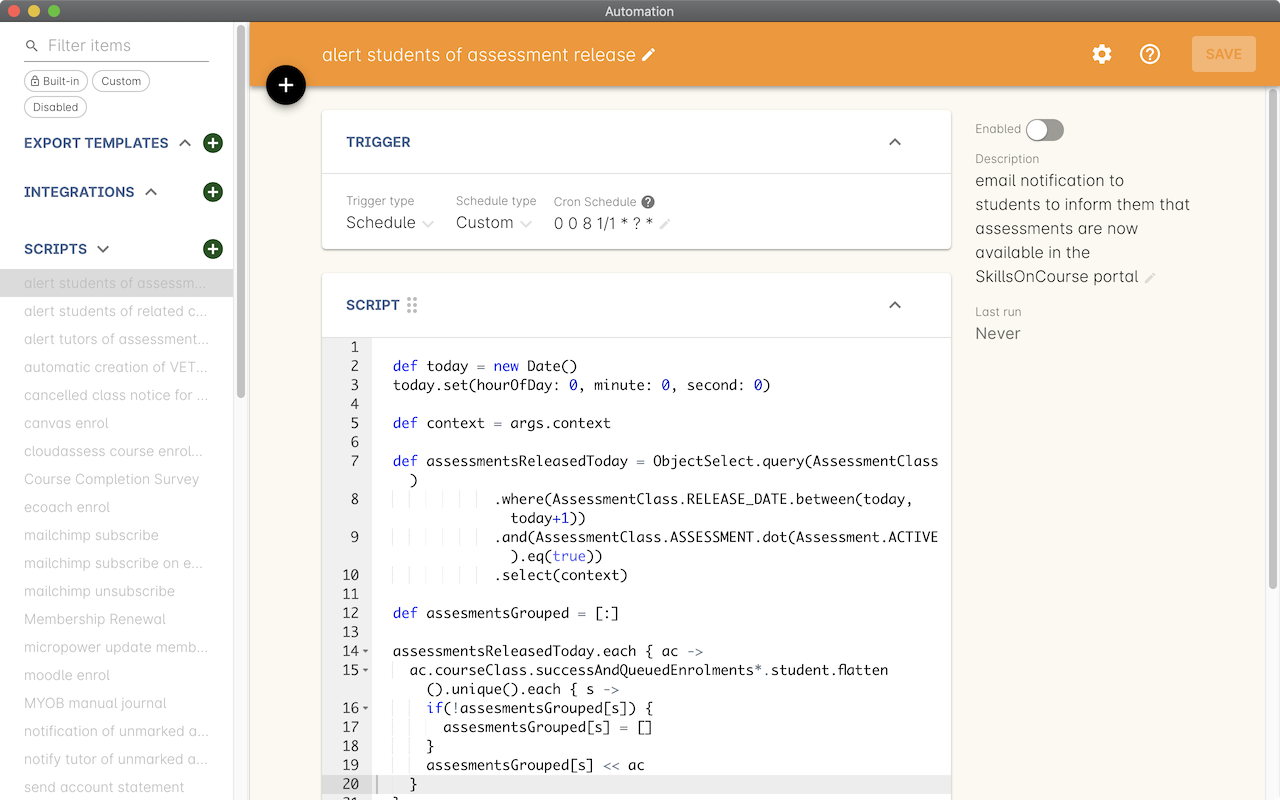 Automation
Filter items
Built-in
Custom
Disabled
EXPORT TEMPLATES
INTEGRATIONS
SCRIPTS
alert students of assessm...
alert students of related c...
alert tutors of assessment...
automatic creation of VET...
cancelled class notice for ...
canvas enrol
cloudassess course enrol...
Course Completion Survey
ecoach enrol
mailchimp subscribe
mailchimp subscribe on e...
mailchimp unsubscribe
Membership Renewal
micropower update memb...
moodle enrol
MYOB manual journal
notification of unmarked a...
notify tutor of unmarked a...
send account statement
alert students of assessment release
SAVE
TRIGGER
Trigger type
Schedule
Schedule type
Custom
Cron Schedule
0 0 8 1/1 * ? *
SCRIPT
1
2 def today = new Date()
3 today.set(hourOfDay: 0, minute: 0, second: 0)
4
5 def context = args.context
6
7 def assessmentsReleasedToday = ObjectSelect.query(AssessmentClass
)
8 .where(AssessmentClass.RELEASE_DATE.between(today,
today+1))
9 .and(AssessmentClass.ASSESSMENT.dot(Assessment.ACTIVE
).eq(true))
10 .select(context)
11
12 def assesmentsGrouped = [:]
13
14 assessmentsReleasedToday.each { ac ->
15 ac.courseClass.successAndQueuedEnrolments*.student.flatten
().unique().each { s ->
16 if(!assesmentsGrouped[s]) {
17 assesmentsGrouped[s] = []
18 }
19 assesmentsGrouped[s] << ac
20 }
Enabled
Description
email notification to
students to inform them that
assessments are now
available in the
SkillsOnCourse portal
Last run
Never